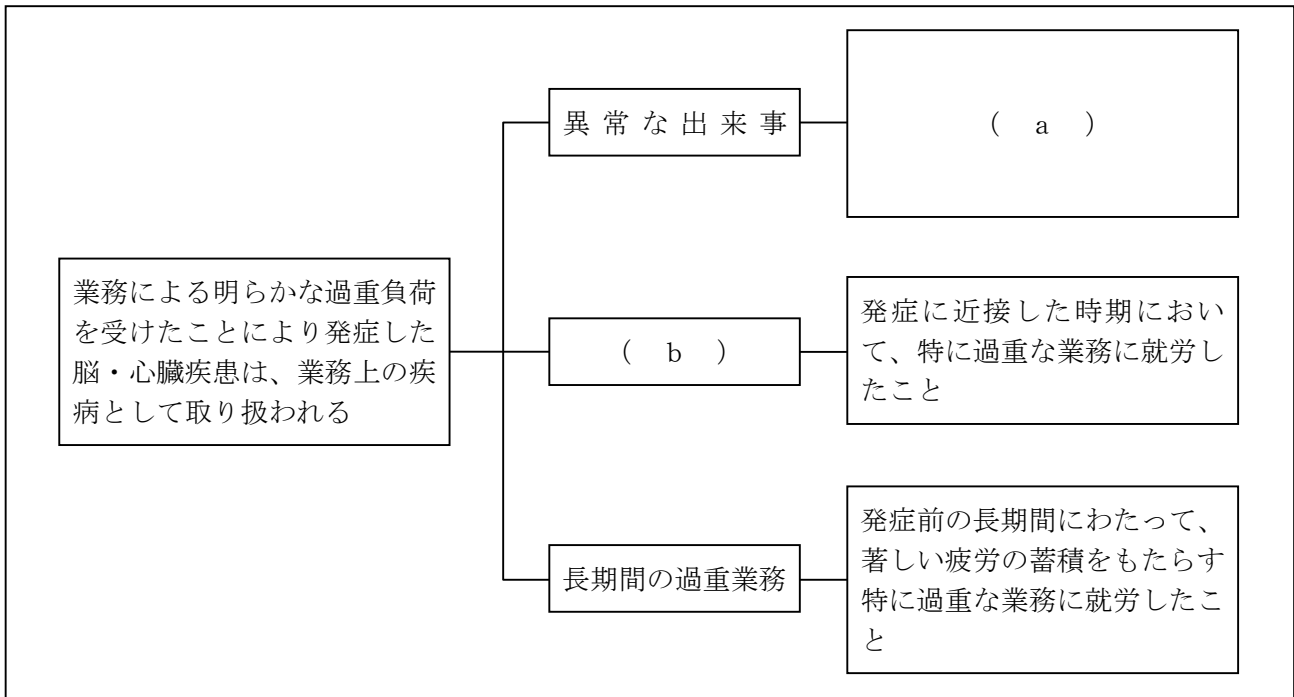 異常な出来事
( a )
業務による明らかな過重負荷
を受けたことにより発症した
脳・心臓疾患は、業務上の疾
病として取り扱われる
( b )
発症に近接した時期におい
て、特に過重な業務に就労し
たこと
長期間の過重業務
発症前の長期間にわたって、
著しい疲労の蓄積をもたらす
特に過重な業務に就労したこ
と